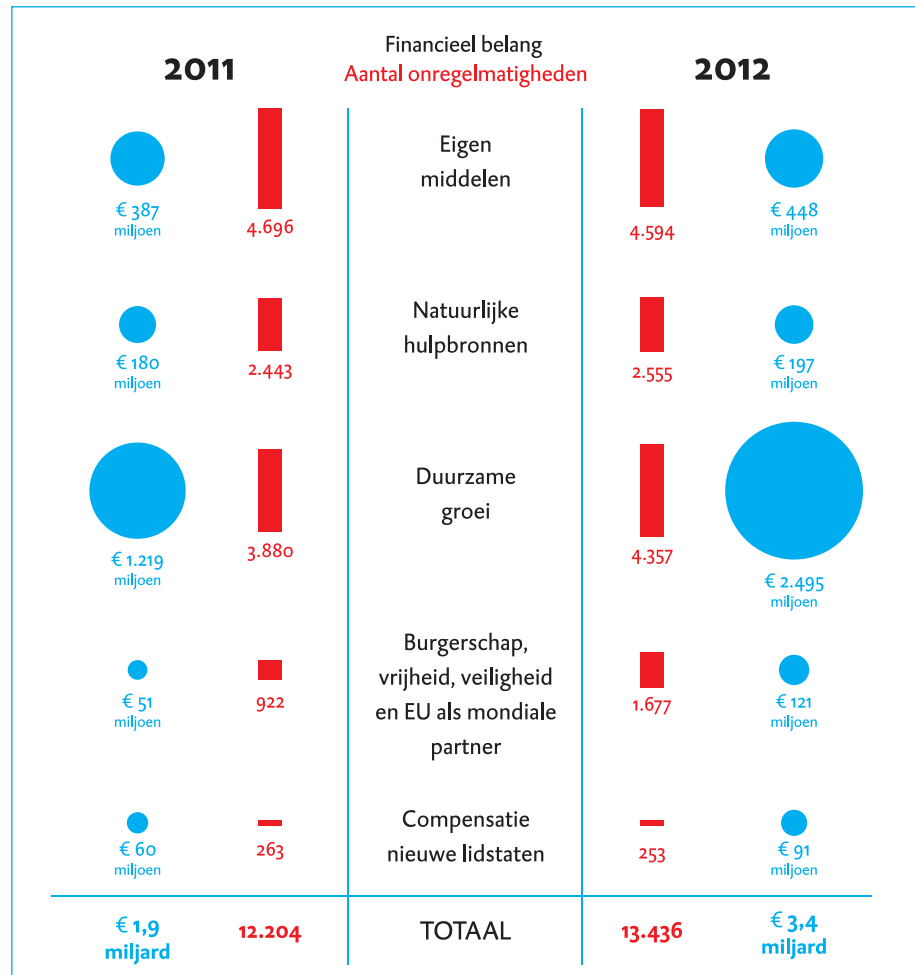 2011
Financieel belang
Aantal onregelmatigheden
2012
€ 387
miljoen
4.696
Eigen
middelen
4.594
€ 448
miljoen
€ 180
miljoen
2.443
Natuurlijke
hulpbronnen
2.555
€ 197
miljoen
€ 1.219
miljoen
3.880
Duurzame
groei
4.357
€ 2.495
miljoen
€ 51
miljoen
922
Burgerschap,
vrijheid, veiligheid
en EU als mondiale
partner
1.677
€ 121
miljoen
€ 60
miljoen
263
Compensatie
nieuwe lidstaten
253
€ 91
miljoen
€ 1,9
miljard
12.204
TOTAAL
13.436
€ 3,4
miljard